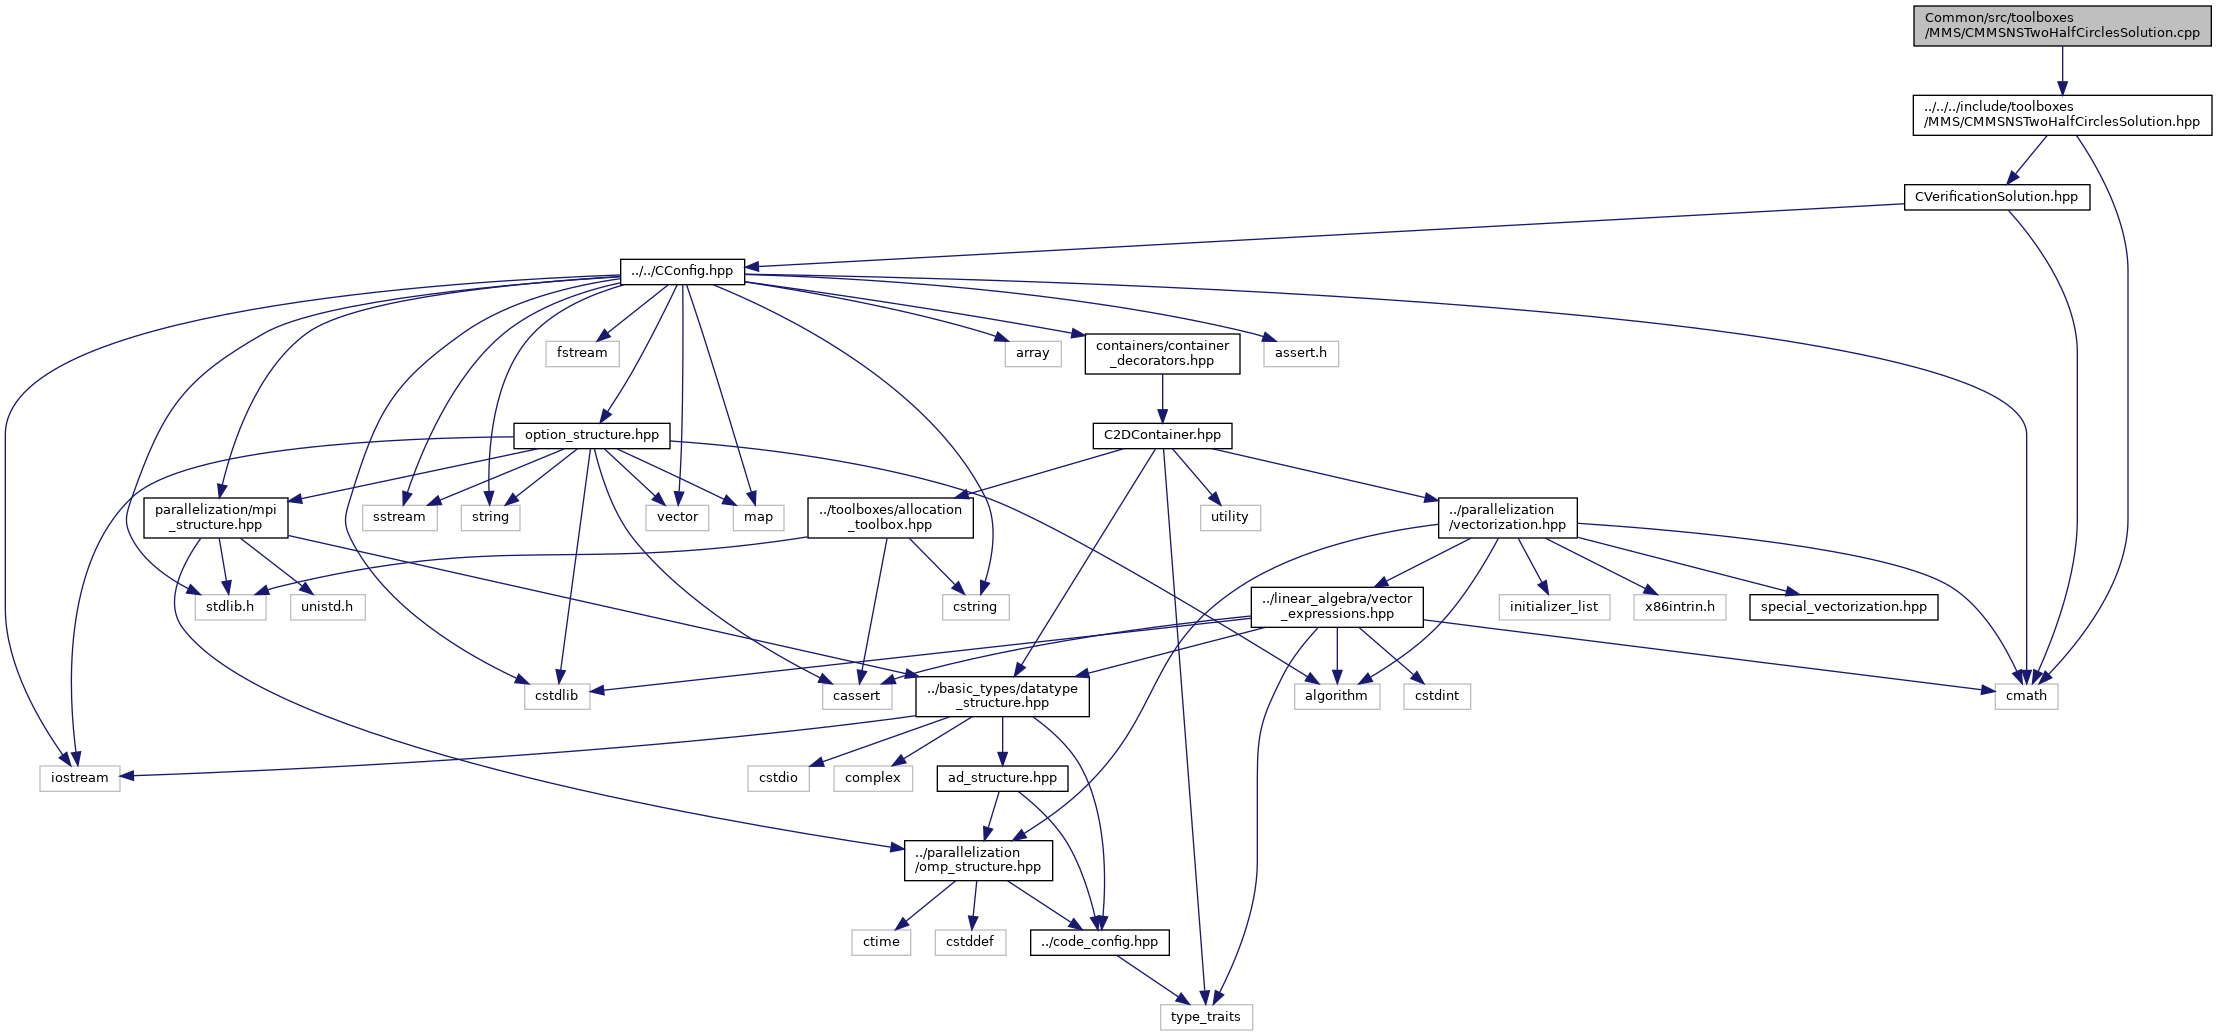 Common/src/toolboxes
/MMS/CMMSNSTwoHalfCirclesSolution.cpp
../../../include/toolboxes
/MMS/CMMSNSTwoHalfCirclesSolution.hpp
CVerificationSolution.hpp
../../CConfig.hpp
fstream
array
containers/container
_decorators.hpp
assert.h
option_structure.hpp
C2DContainer.hpp
parallelization/mpi
_structure.hpp
sstream
string
vector
map
../toolboxes/allocation
_toolbox.hpp
utility
../parallelization
/vectorization.hpp
stdlib.h
unistd.h
cstring
../linear_algebra/vector
_expressions.hpp
initializer_list
x86intrin.h
special_vectorization.hpp
cstdlib
cassert
../basic_types/datatype
_structure.hpp
algorithm
cstdint
cmath
iostream
cstdio
complex
ad_structure.hpp
../parallelization
/omp_structure.hpp
ctime
cstddef
../code_config.hpp
type_traits